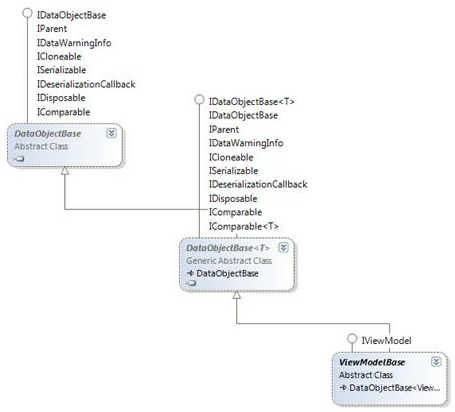 IDataObjectBase
IParent
IDataWarningInfo
ICloneable
ISerializable
IDeserializationCallback
IDisposable
IComparable
DataObjectBase
Abstract Class
IDataObjectBase<T>
IDataObjectBase
IParent
IDataWarningInfo
ICloneable
ISerializable
IDeserializationCallback
IDisposable
IComparable
IComparable<T>
DataObjectBase<T>
Generic Abstract Class
DataObjectBase
IViewModel
ViewModelBase
Abstract Class
DataObjectBase<View...